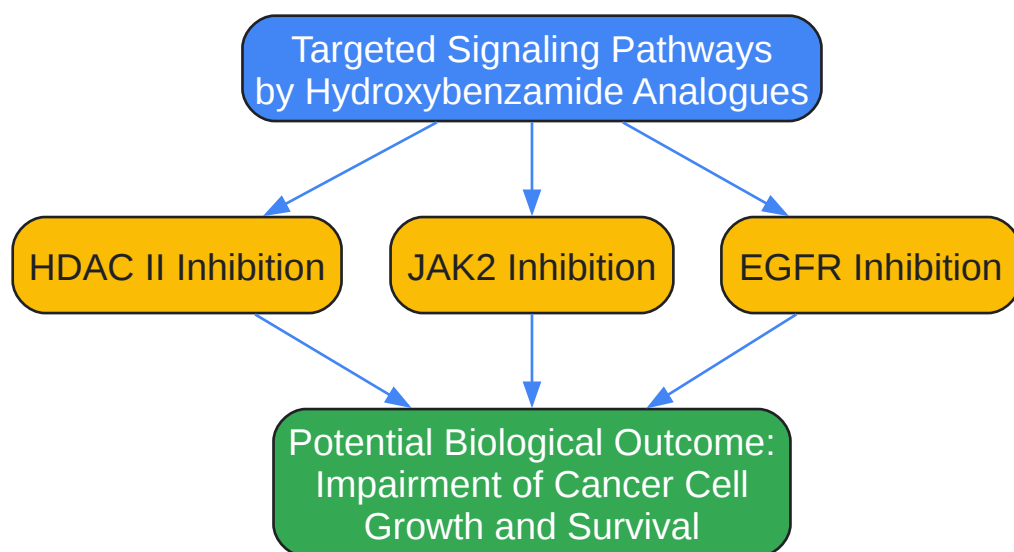 Targeted Signaling Pathways
by Hydroxybenzamide Analogues
HDAC II Inhibition
JAK2 Inhibition
EGFR Inhibition
Potential Biological Outcome:
Impairment of Cancer Cell
Growth and Survival